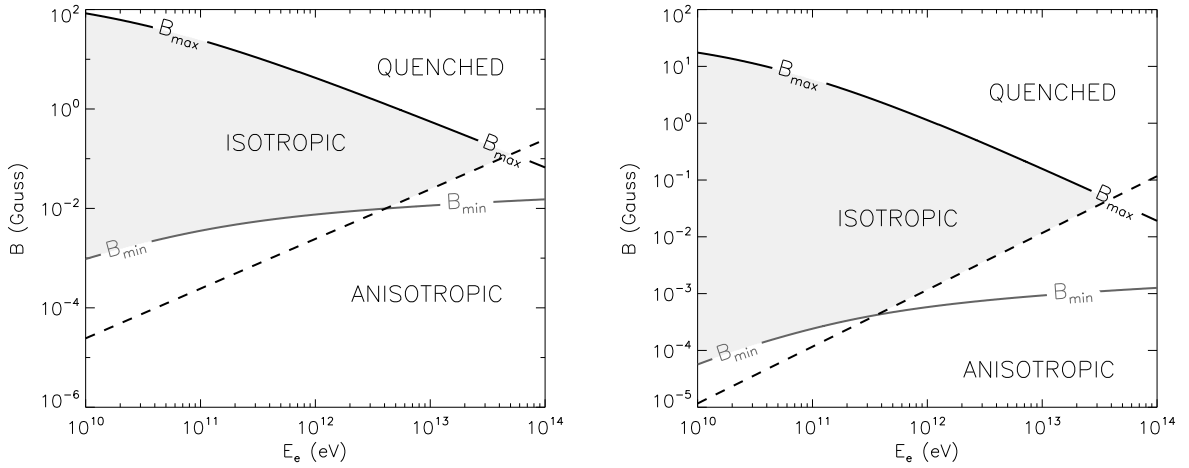 10^2
B_max
QUENCHED
10^0
ISOTROPIC
B_max
B (Gauss)
10^-2
B_min
B_min
10^-4
ANISOTROPIC
10^-6
10^10 10^11 10^12 10^13 10^14
E_e (eV)
10^2
10^1
B_max
QUENCHED
10^0
10^-1
B_max
B (Gauss)
ISOTROPIC
10^-2
10^-3
B_min
10^-4
B_min
ANISOTROPIC
10^-5
10^10 10^11 10^12 10^13 10^14
E_e (eV)